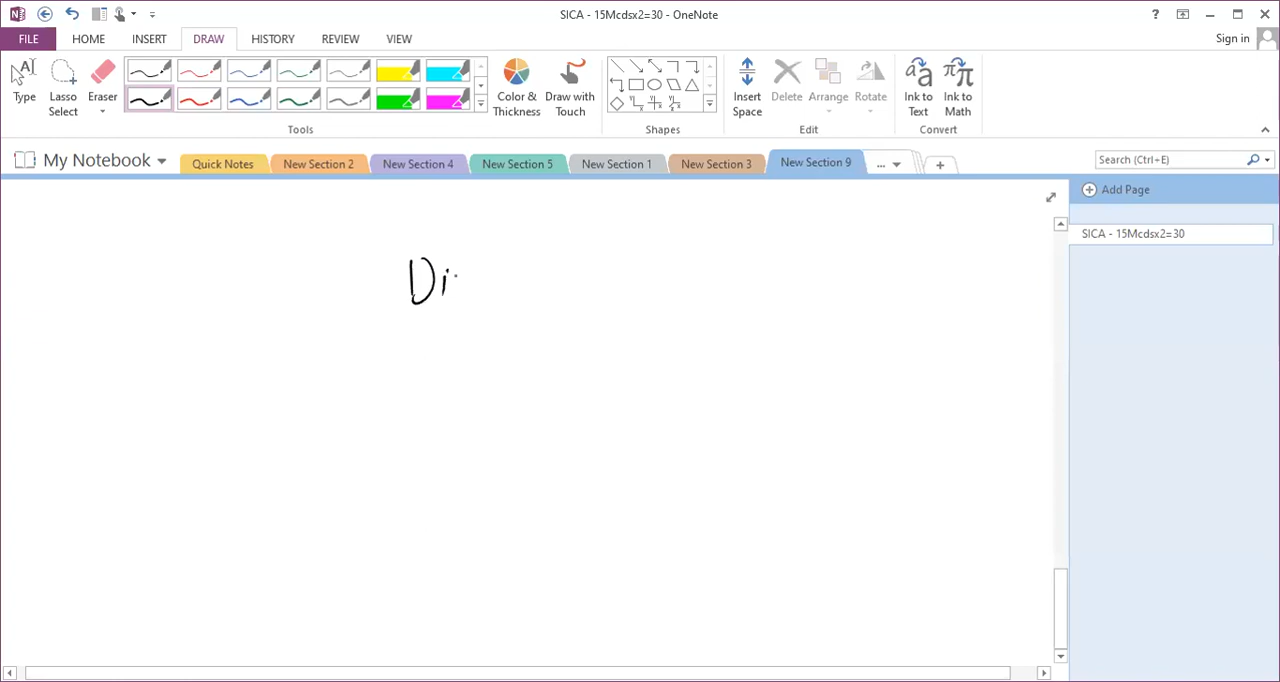 SICA - 15Mcdsx2=30 - OneNote
?
Sign in
FILE HOME INSERT DRAW HISTORY REVIEW VIEW
Type
Lasso
Select
Eraser
Color &
Thickness
Draw with
Touch
Insert
Space
Delete
Arrange
Rotate
Ink to
Text
Ink to
Math
Tools
Shapes
Edit
Convert
My Notebook
Quick Notes
New Section 2
New Section 4
New Section 5
New Section 1
New Section 3
New Section 9
...
Search (Ctrl+E)
Add Page
SICA - 15Mcdsx2=30
Di